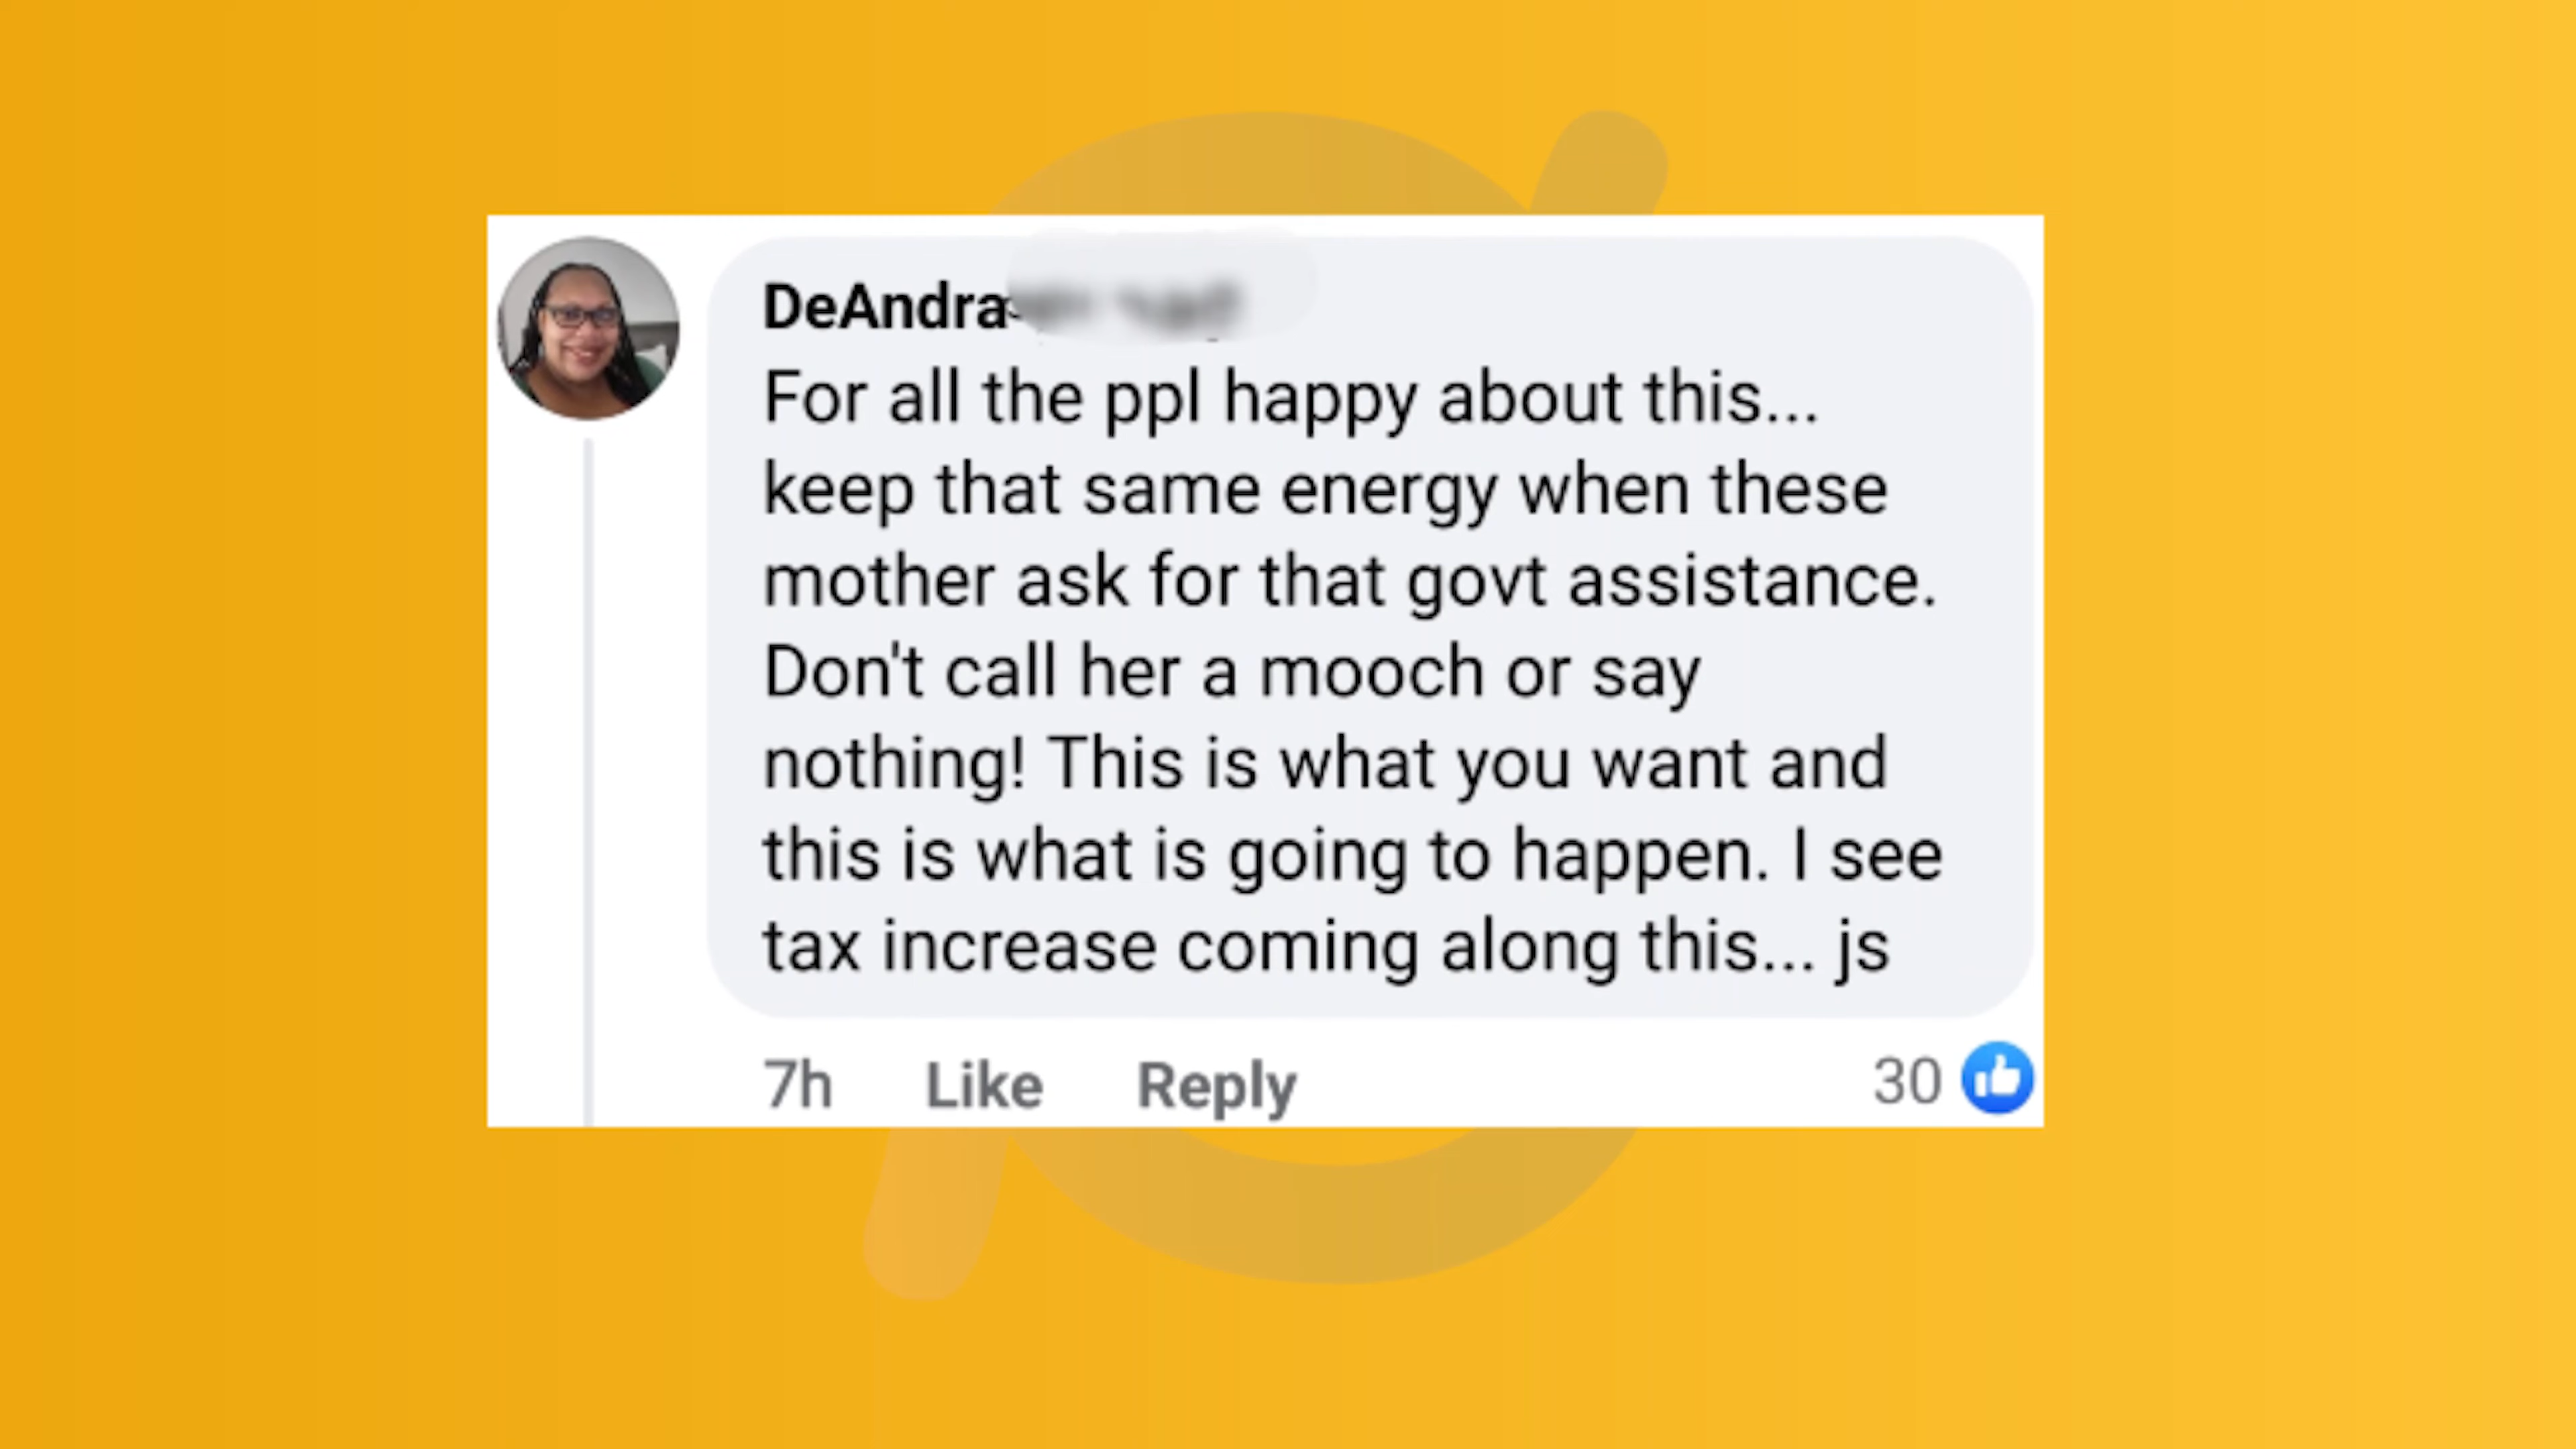 DeAndra
For all the ppl happy about this...
keep that same energy when these
mother ask for that govt assistance.
Don't call her a mooch or say
nothing! This is what you want and
this is what is going to happen. I see
tax increase coming along this... js
7h Like Reply 30